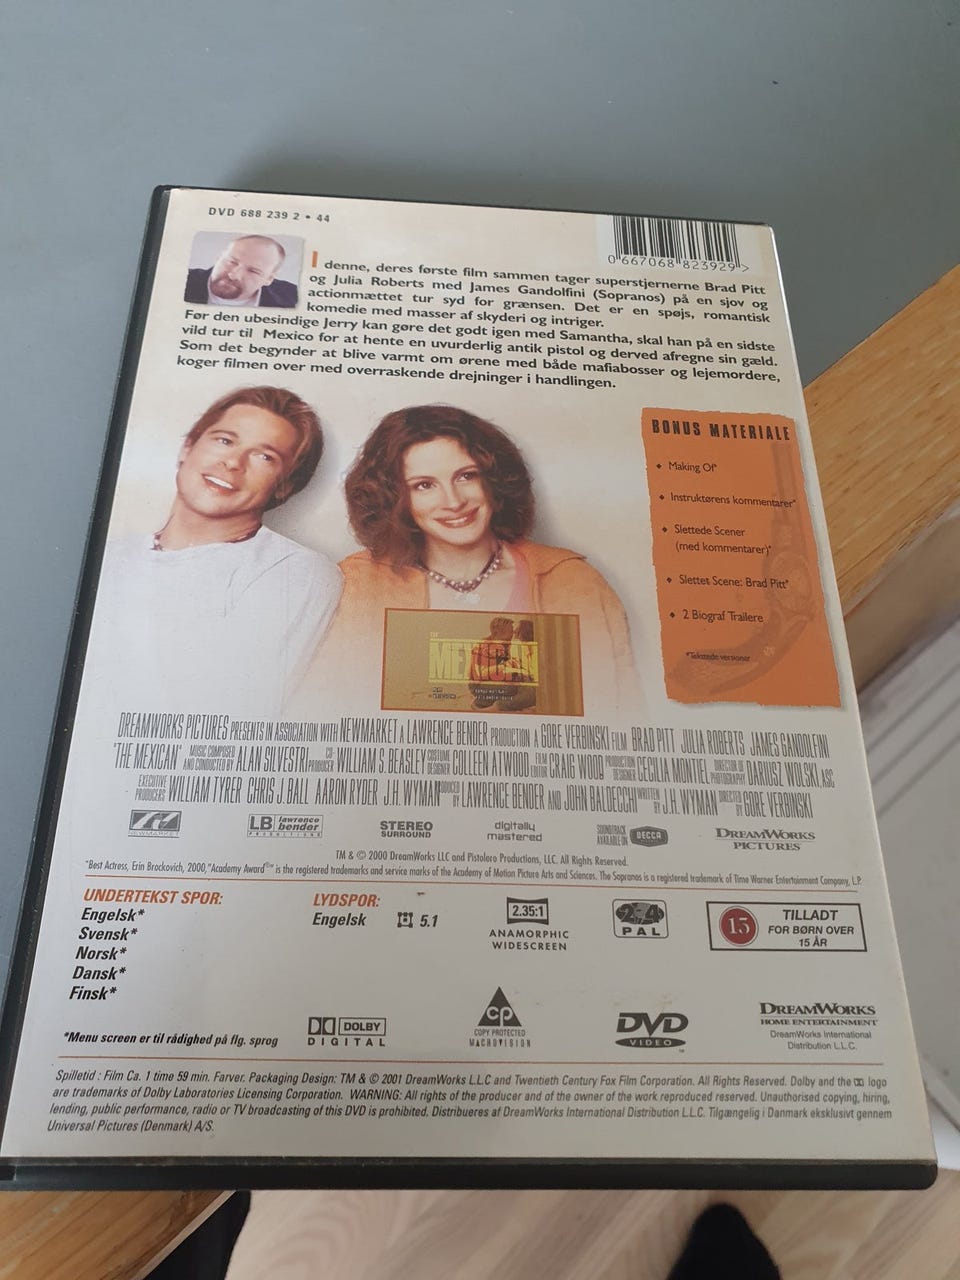 DVD 688 239 2 • 44
0 667068 823929 >
I denne, deres første film sammen tager superstjernerne Brad Pitt
og Julia Roberts med James Gandolfini (Sopranos) på en sjov og
actionmættet tur syd for grænsen. Det er en spøjs, romantisk
komedie med masser af skyderi og intriger.
Før den ubesindige Jerry kan gøre det godt igen med Samantha, skal han på en sidste
vild tur til Mexico for at hente en uvurderlig antik pistol og derved afregne sin gæld.
Som det begynder at blive varmt om ørene med både mafiabosser og lejemordere,
koger filmen over med overraskende drejninger i handlingen.
BONUS MATERIALE
• Making Of*
• Instruktørens kommentarer*
• Slettede Scener
(med kommentarer)*
• Slettet Scene: Brad Pitt*
• 2 Biograf Trailere
*Tekstede versioner
THE
MEXICAN
DREAMWORKS PICTURES PRESENTS IN ASSOCIATION WITH NEWMARKET A LAWRENCE BENDER PRODUCTION A GORE VERBINSKI FILM BRAD PITT JULIA ROBERTS JAMES GANDOLFINI
"THE MEXICAN" MUSIC COMPOSED AND CONDUCTED BY ALAN SILVESTRI CO-PRODUCER WILLIAM S. BEASLEY COSTUME DESIGNER COLLEEN ATWOOD FILM EDITOR CRAIG WOOD PRODUCTION DESIGNER CECILIA MONTIEL DIRECTOR OF PHOTOGRAPHY DARIUSZ WOLSKI, ASC
EXECUTIVE PRODUCERS WILLIAM TYRER CHRIS J. BALL AARON RYDER J.H. WYMAN PRODUCED BY LAWRENCE BENDER AND JOHN BALDECCHI WRITTEN BY J.H. WYMAN DIRECTED BY GORE VERBINSKI
NEWMARKET
LB lawrence bender PRODUCTIONS
STEREO SURROUND
digitally mastered
SOUNDTRACK AVAILABLE ON DECCA
DREAMWORKS PICTURES
TM & © 2000 DreamWorks LLC and Pistolero Productions, LLC. All Rights Reserved.
"Best Actress, Erin Brockovich, 2000, "Academy Award®" is the registered trademarks and service marks of the Academy of Motion Picture Arts and Sciences. The Sopranos is a registered trademark of Time Warner Entertainment Company, L.P.
UNDERTEKST SPOR:
Engelsk*
Svensk*
Norsk*
Dansk*
Finsk*
LYDSPOR:
Engelsk 5.1
2.35:1
ANAMORPHIC
WIDESCREEN
2 4
PAL
15
TILLADT
FOR BØRN OVER
15 ÅR
*Menu screen er til rådighed på flg. sprog
DOLBY
DIGITAL
CP
COPY PROTECTED
MACROVISION
DVD
VIDEO
TM
DREAMWORKS
HOME ENTERTAINMENT
DreamWorks International
Distribution L.L.C.
Spilletid : Film Ca. 1 time 59 min. Farver. Packaging Design: TM & © 2001 DreamWorks L.L.C and Twentieth Century Fox Film Corporation. All Rights Reserved. Dolby and the logo
are trademarks of Dolby Laboratories Licensing Corporation. WARNING: All rights of the producer and of the owner of the work reproduced reserved. Unauthorised copying, hiring,
lending, public performance, radio or TV broadcasting of this DVD is prohibited. Distribueres af DreamWorks International Distribution L.L.C. Tilgængelig i Danmark eksklusivt gennem
Universal Pictures (Denmark) A/S.